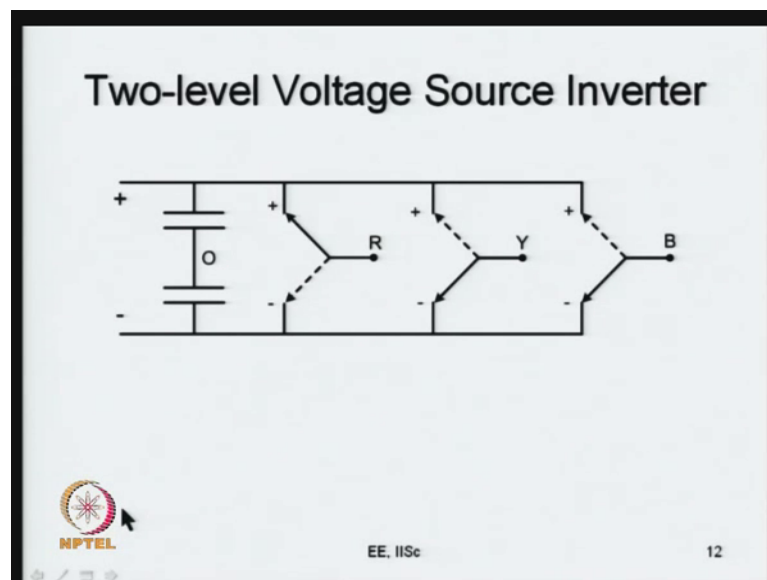 Two-level Voltage Source Inverter
+ + + +
R Y B
O
- - - -
NPTEL
EE, IISc 12